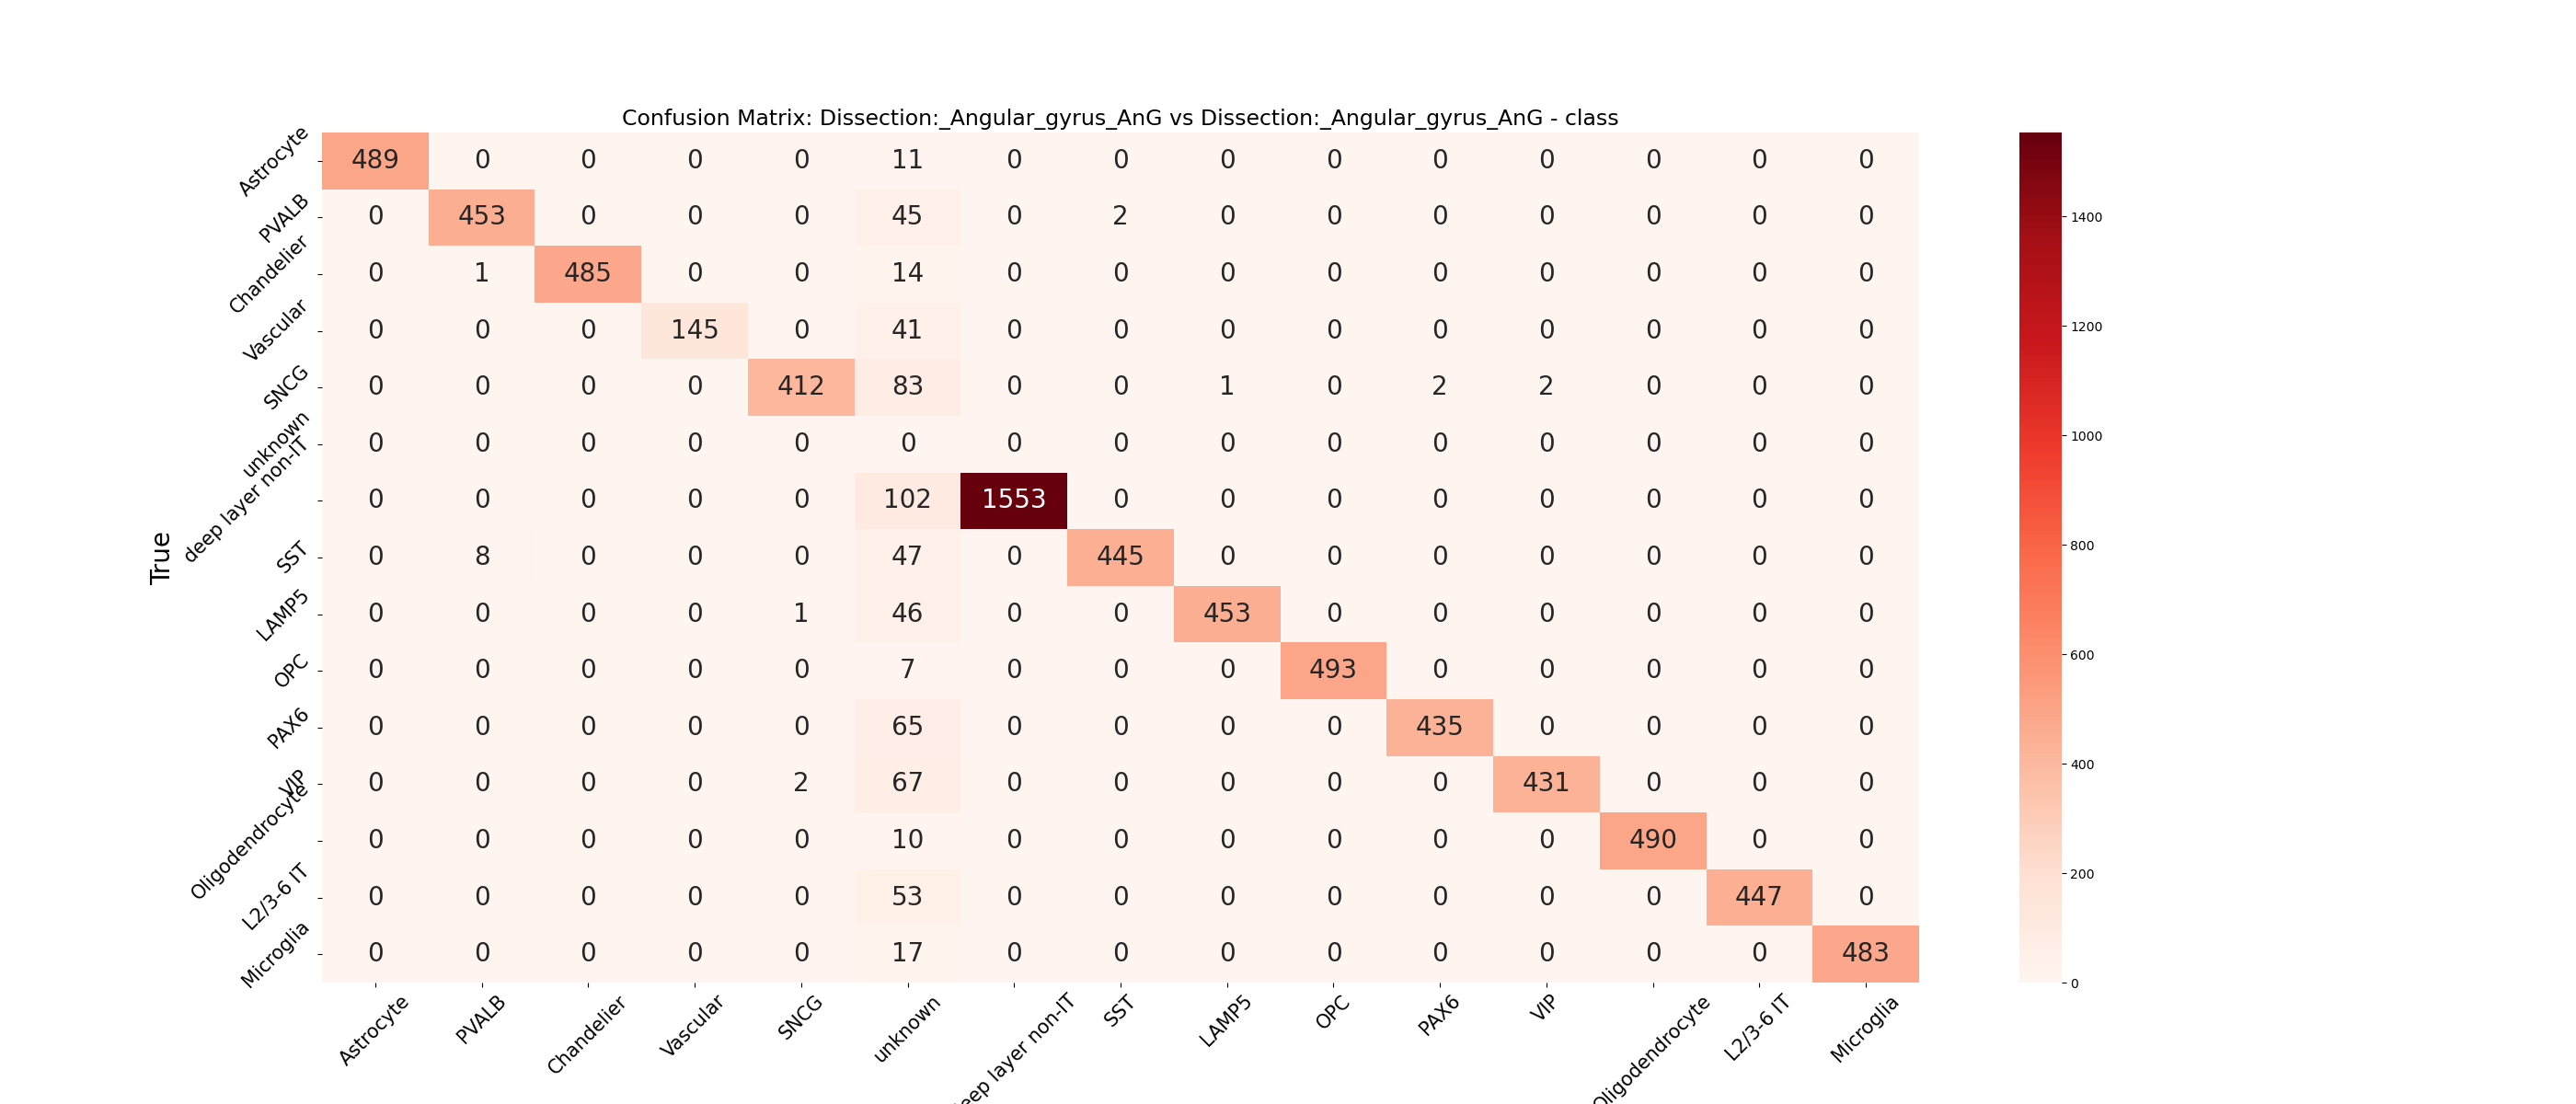 Confusion Matrix: Dissection:_Angular_gyrus_AnG vs Dissection:_Angular_gyrus_AnG - class
Astrocyte 489 0 0 0 0 11 0 0 0 0 0 0 0 0 0
PVALB 0 453 0 0 0 45 0 2 0 0 0 0 0 0 0
Chandelier 0 1 485 0 0 14 0 0 0 0 0 0 0 0 0
Vascular 0 0 0 145 0 41 0 0 0 0 0 0 0 0 0
SNCG 0 0 0 0 412 83 0 0 1 0 2 2 0 0 0
unknown 0 0 0 0 0 0 0 0 0 0 0 0 0 0 0
deep layer non-IT 0 0 0 0 0 102 1553 0 0 0 0 0 0 0 0
SST 0 8 0 0 0 47 0 445 0 0 0 0 0 0 0
LAMP5 0 0 0 0 1 46 0 0 453 0 0 0 0 0 0
OPC 0 0 0 0 0 7 0 0 0 493 0 0 0 0 0
PAX6 0 0 0 0 0 65 0 0 0 0 435 0 0 0 0
VIP 0 0 0 0 2 67 0 0 0 0 0 431 0 0 0
Oligodendrocyte 0 0 0 0 0 10 0 0 0 0 0 0 490 0 0
L2/3-6 IT 0 0 0 0 0 53 0 0 0 0 0 0 0 447 0
Microglia 0 0 0 0 0 17 0 0 0 0 0 0 0 0 483
True
Astrocyte PVALB Chandelier Vascular SNCG unknown eep layer non-IT SST LAMP5 OPC PAX6 VIP Oligodendrocyte L2/3-6 IT Microglia
1400
1200
1000
800
600
400
200
0